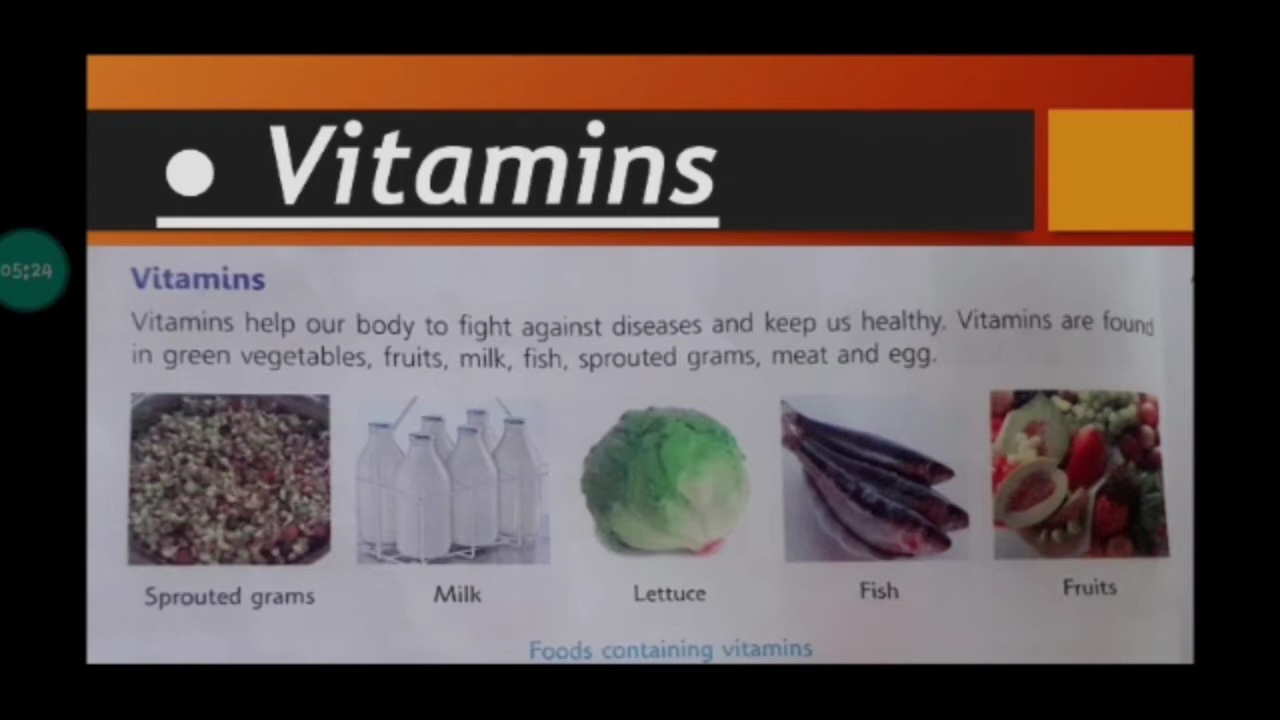 • Vitamins
05:24
Vitamins
Vitamins help our body to fight against diseases and keep us healthy. Vitamins are found
in green vegetables, fruits, milk, fish, sprouted grams, meat and egg.
Sprouted grams
Milk
Lettuce
Fish
Fruits
Foods containing vitamins